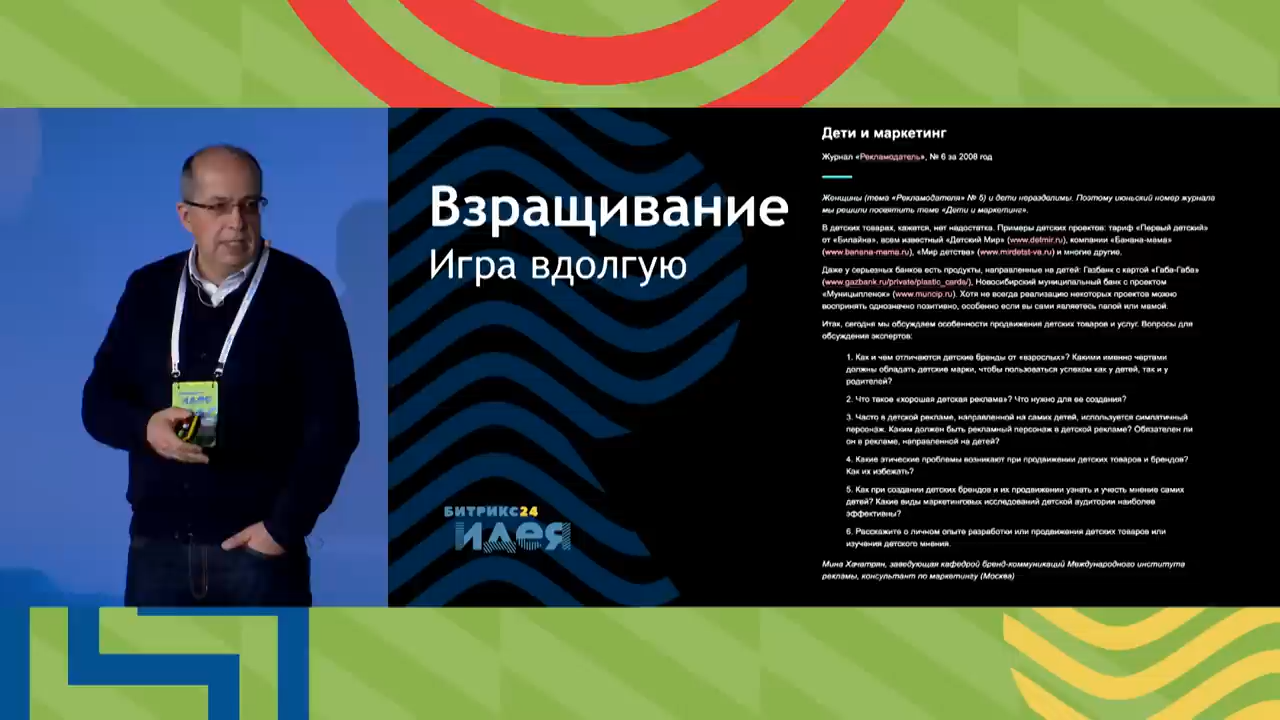 Взращивание
Игра вдолгую
БИТРИКС24
идея
Дети и маркетинг
Журнал «Рекламодатель», № 6 за 2008 год
Женщины (тема «Рекламодателя» № 5) и дети нераздельны. Поэтому июньский номер журнала
мы решили посвятить теме «Дети и маркетинг».
В детских товарах, кажется, нет недостатка. Примеры детских проектов: тариф «Первый детский»
от «Билайна», всем известный «Детский Мир» (www.detmir.ru), компании «Банана-мама»
(www.banana-mama.ru), «Мир детства» (www.mirdetst-va.ru) и многие другие.
Даже у серьезных банков есть продукты, направленные на детей: Газбанк с картой «Габа-Габа»
(www.gazbank.ru/private/plastic_cards/), Новосибирский муниципальный банк с проектом
«Муницыпленок» (www.muncip.ru). Хотя не всегда реализацию некоторых проектов можно
воспринять однозначно позитивно, особенно если вы сами являетесь папой или мамой.
Итак, сегодня мы обсуждаем особенности продвижения детских товаров и услуг. Вопросы для
обсуждения экспертов:
1. Как и чем отличаются детские бренды от «взрослых»? Какими именно чертами
должны обладать детские марки, чтобы пользоваться успехом как у детей, так и у
родителей?
2. Что такое «хорошая детская реклама»? Что нужно для ее создания?
3. Часто в детской рекламе, направленной на самих детей, используется симпатичный
персонаж. Каким должен быть рекламный персонаж в детской рекламе? Обязателен ли
он в рекламе, направленной на детей?
4. Какие этические проблемы возникают при продвижении детских товаров и брендов?
Как их избежать?
5. Как при создании детских брендов и их продвижении узнать и учесть мнение самих
детей? Какие виды маркетинговых исследований детской аудитории наиболее
эффективны?
6. Расскажите о личном опыте разработки или продвижения детских товаров или
изучения детского мнения.
Мина Хачатрян, заведующая кафедрой бренд-коммуникаций Международного института
рекламы, консультант по маркетингу (Москва)
идея